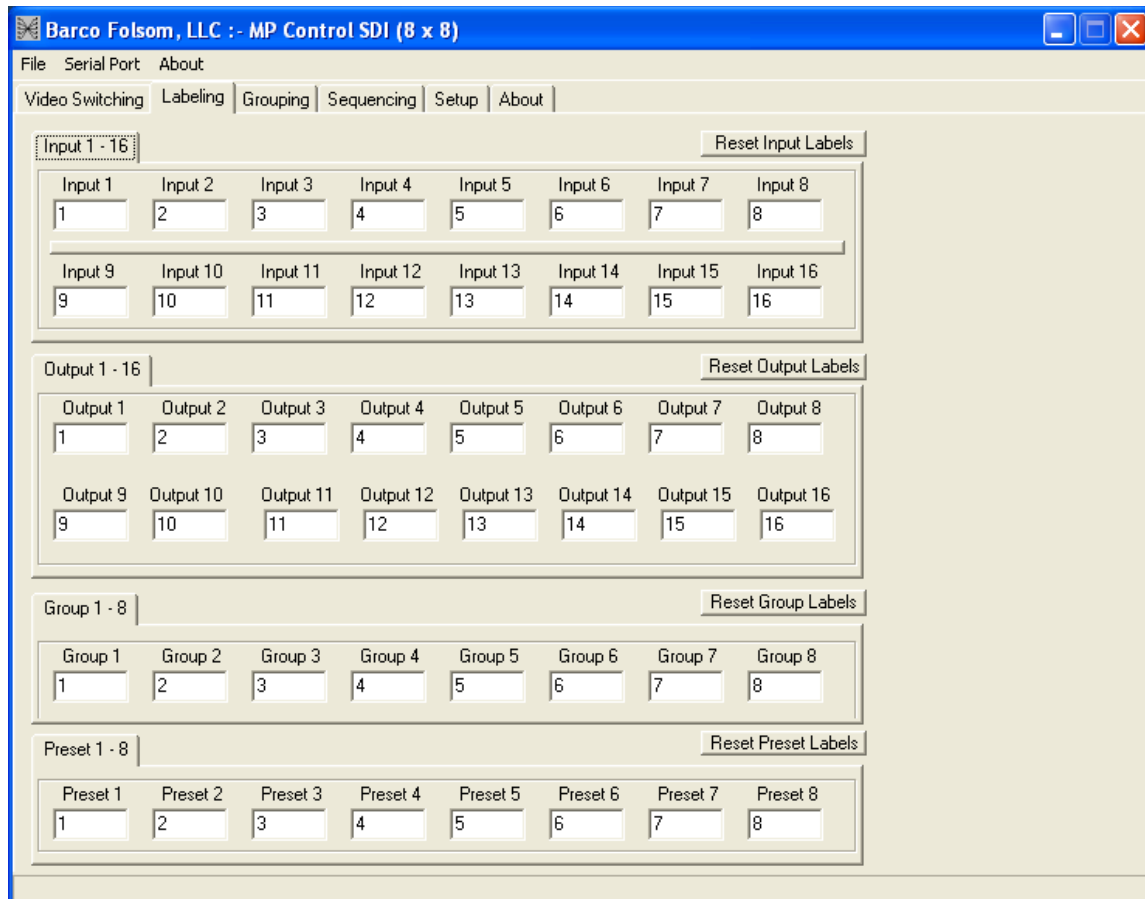 Barco Folsom, LLC :- MP Control SDI (8 x 8)
File Serial Port About
Video Switching Labeling Grouping Sequencing Setup About
Input 1 - 16 Reset Input Labels
Input 1 Input 2 Input 3 Input 4 Input 5 Input 6 Input 7 Input 8
1 2 3 4 5 6 7 8
Input 9 Input 10 Input 11 Input 12 Input 13 Input 14 Input 15 Input 16
9 10 11 12 13 14 15 16
Output 1 - 16 Reset Output Labels
Output 1 Output 2 Output 3 Output 4 Output 5 Output 6 Output 7 Output 8
1 2 3 4 5 6 7 8
Output 9 Output 10 Output 11 Output 12 Output 13 Output 14 Output 15 Output 16
9 10 11 12 13 14 15 16
Group 1 - 8 Reset Group Labels
Group 1 Group 2 Group 3 Group 4 Group 5 Group 6 Group 7 Group 8
1 2 3 4 5 6 7 8
Preset 1 - 8 Reset Preset Labels
Preset 1 Preset 2 Preset 3 Preset 4 Preset 5 Preset 6 Preset 7 Preset 8
1 2 3 4 5 6 7 8